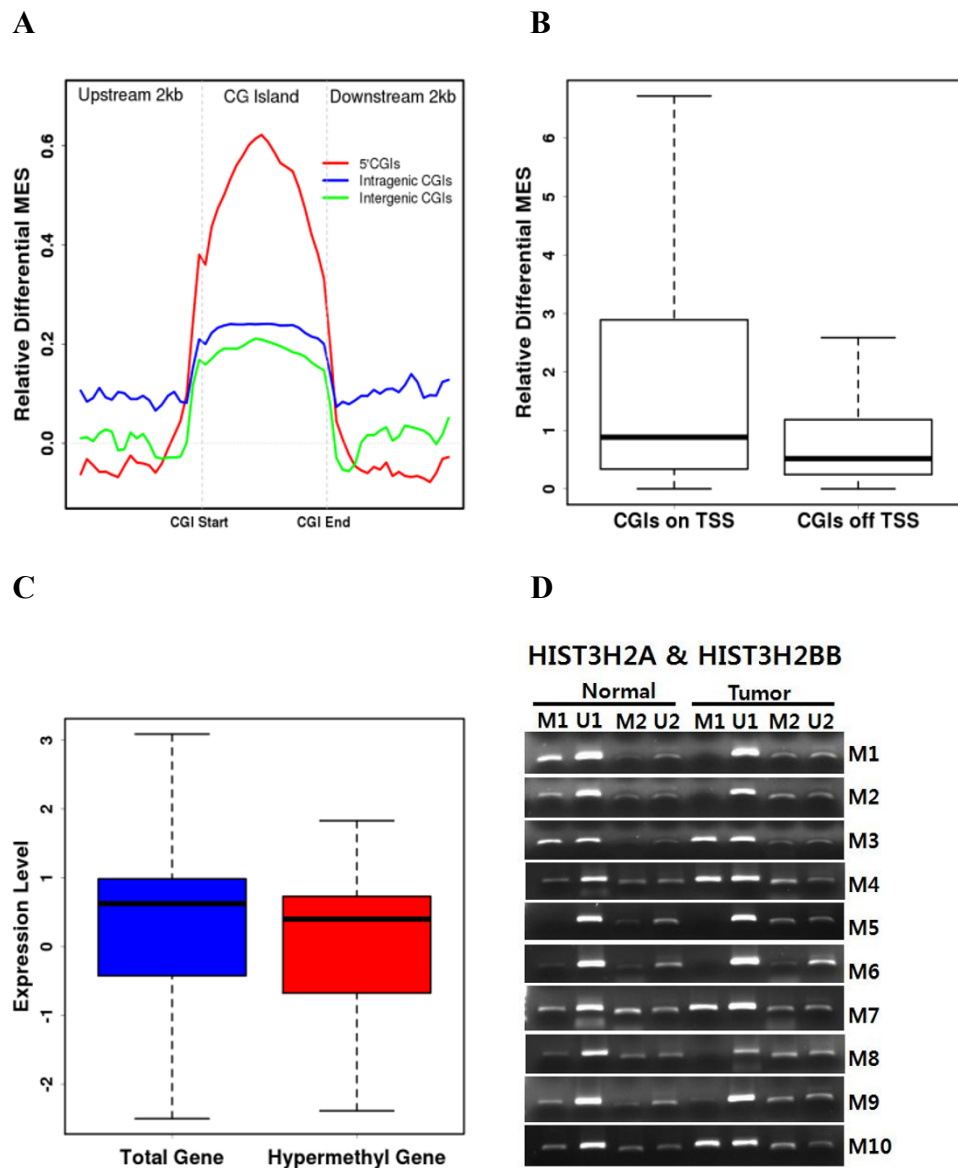 A
Upstream 2kb CG Island Downstream 2kb
Relative Differential MES
0.6
0.4
0.2
0.0
5'CGIs
Intragenic CGIs
Intergenic CGIs
CGI Start CGI End
B
Relative Differential MES
6
5
4
3
2
1
0
CGIs on TSS CGIs off TSS
C
Expression Level
3
2
1
0
-1
-2
Total Gene Hypermethyl Gene
D
HIST3H2A & HIST3H2BB
Normal Tumor
M1 U1 M2 U2 M1 U1 M2 U2
M1
M2
M3
M4
M5
M6
M7
M8
M9
M10